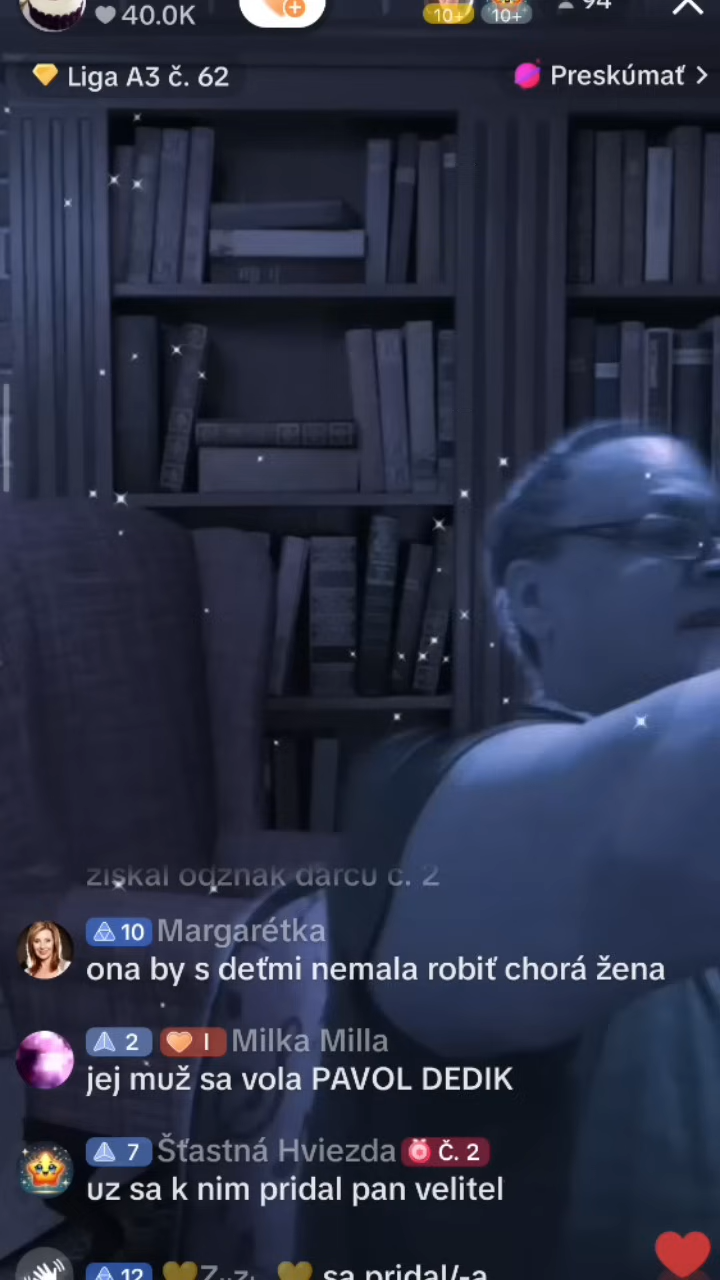 40.0K
10+
10+
94
Liga A3 č. 62
Preskúmať
získal odznak darcu č. 2
10 Margarétka
ona by s deťmi nemala robiť chorá žena
2 I Milka Milla
jej muž sa vola PAVOL DEDIK
7 Šťastná Hviezda Č. 2
uz sa k nim pridal pan velitel
12 sa pridal/-a